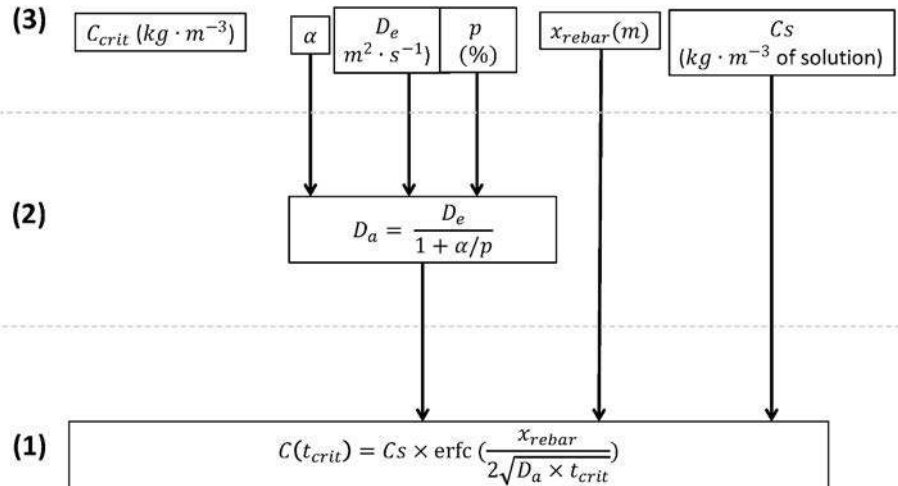 (3)
C_crit (kg · m⁻³)
α
D_e
m² · s⁻¹)
p
(%)
x_rebar(m)
Cs
(kg · m⁻³ of solution)
(2)
D_a = D_e / (1 + α/p)
(1)
C(t_crit) = Cs × erfc (x_rebar / 2√(D_a × t_crit))